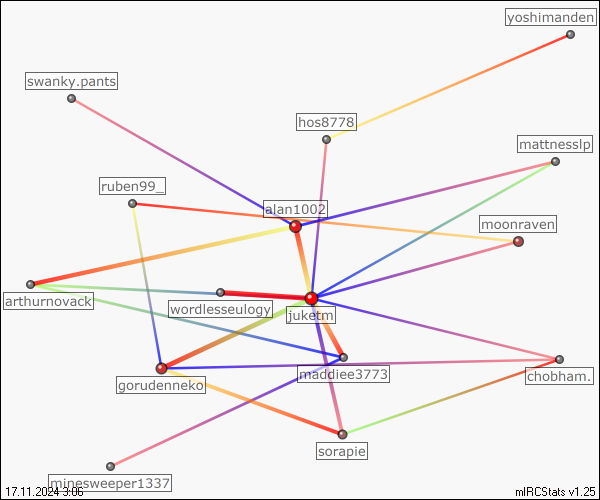 yoshimanden
swanky.pants
hos8778
mattnesslp
ruben99_
alan1002
moonraven
arthurnovack
wordlesseulogy
juketm
maddiee3773
gorudenneko
chobham.
sorapie
minesweeper1337
17.11.2024 3:06
mIRCStats v1.25